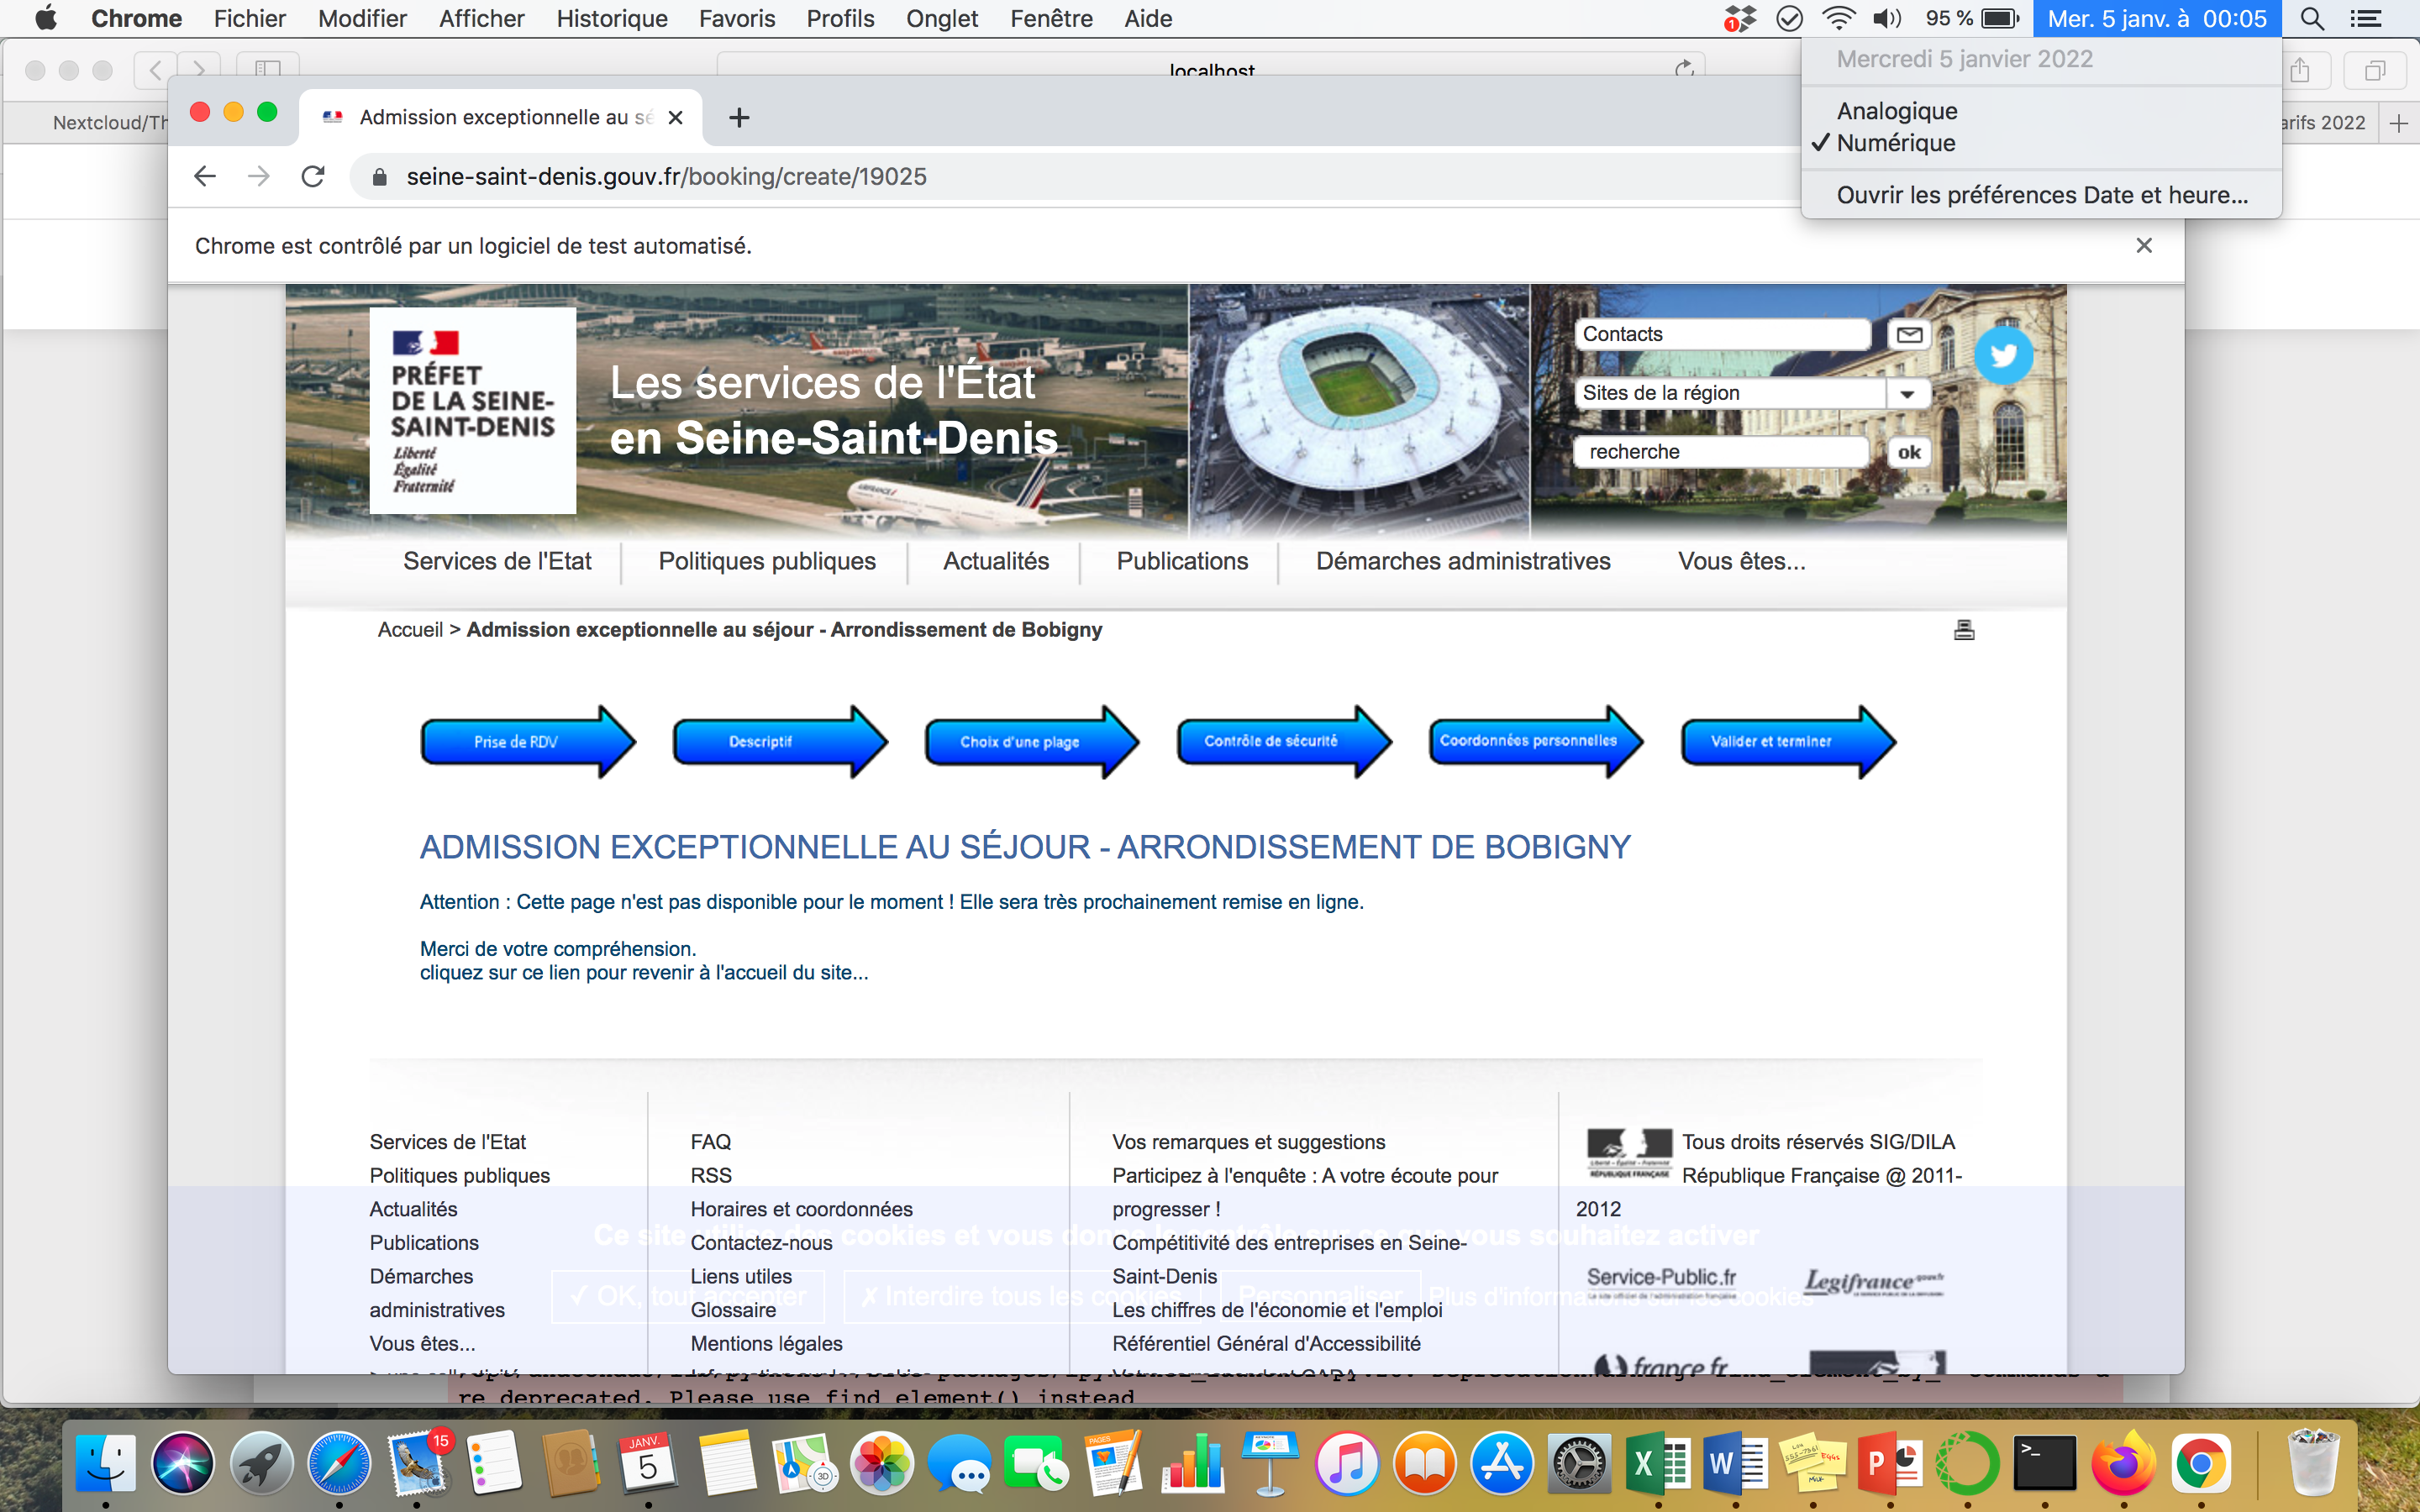 Chrome Fichier Modifier Afficher Historique Favoris Profils Onglet Fenêtre Aide
1 95 % Mer. 5 janv. à 00:05
Mercredi 5 janvier 2022
Analogique
✓ Numérique
Ouvrir les préférences Date et heure...
localhost
Nextcloud/Th
arifs 2022 +
Admission exceptionnelle au sé
seine-saint-denis.gouv.fr/booking/create/19025
Chrome est contrôlé par un logiciel de test automatisé.
PRÉFET
DE LA SEINE-
SAINT-DENIS
Liberté
Égalité
Fraternité
Les services de l'État
en Seine-Saint-Denis
AIRFRANCE
Contacts
Sites de la région
recherche ok
Services de l'Etat Politiques publiques Actualités Publications Démarches administratives Vous êtes...
Accueil > Admission exceptionnelle au séjour - Arrondissement de Bobigny
Prise de RDV Descriptif Choix d'une plage Contrôle de sécurité Coordonnées personnelles Valider et terminer
ADMISSION EXCEPTIONNELLE AU SÉJOUR - ARRONDISSEMENT DE BOBIGNY
Attention : Cette page n'est pas disponible pour le moment ! Elle sera très prochainement remise en ligne.
Merci de votre compréhension.
cliquez sur ce lien pour revenir à l'accueil du site...
Services de l'Etat
Politiques publiques
Actualités
Publications
Démarches
administratives
Vous êtes...
FAQ
RSS
Horaires et coordonnées
Contactez-nous
Liens utiles
Glossaire
Mentions légales
Vos remarques et suggestions
Participez à l'enquête : A votre écoute pour
progresser !
Compétitivité des entreprises en Seine-
Saint-Denis
Les chiffres de l'économie et l'emploi
Référentiel Général d'Accessibilité
Liberté • Égalité • Fraternité
RÉPUBLIQUE FRANÇAISE
Tous droits réservés SIG/DILA
République Française @ 2011-
2012
Service-Public.fr
Legifrance.gouv.fr
france.fr
Ce site utilise des cookies et vous donne le contrôle sur ce que vous souhaitez activer
✓ OK, tout accepter ✗ Interdire tous les cookies Personnaliser Plus d'informations sur les cookies
re deprecated. Please use find_element() instead
15
JANV.
5
3D
PAGES
X
W
EGGS
MILK
P
>_